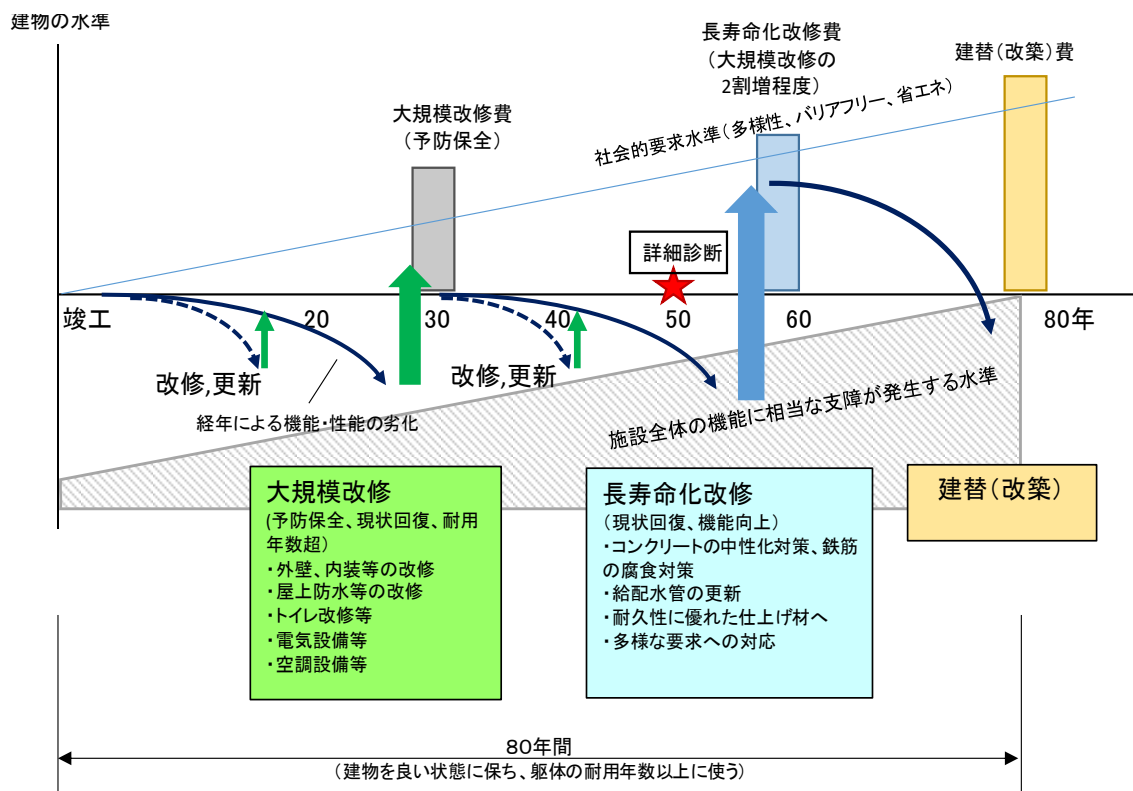 建物の水準
長寿命化改修費
（大規模改修の
2割増程度）
建替（改築）費
大規模改修費
（予防保全）
社会的要求水準（多様性、バリアフリー、省エネ）
詳細診断
竣工
20
30
40
50
60
80年
改修,更新
改修,更新
経年による機能・性能の劣化
施設全体の機能に相当な支障が発生する水準
大規模改修
(予防保全、現状回復、耐用
年数超）
・外壁、内装等の改修
・屋上防水等の改修
・トイレ改修等
・電気設備等
・空調設備等
長寿命化改修
（現状回復、機能向上）
・コンクリートの中性化対策、鉄筋
の腐食対策
・給配水管の更新
・耐久性に優れた仕上げ材へ
・多様な要求への対応
建替（改築）
80年間
（建物を良い状態に保ち、躯体の耐用年数以上に使う）